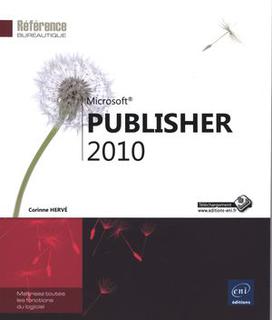 Référence
BUREAUTIQUE
Microsoft®
PUBLISHER
2010
Corinne HERVÉ
Téléchargement
www.editions-eni.fr
Maîtrisez toutes
les fonctions
du logiciel
eni
éditions